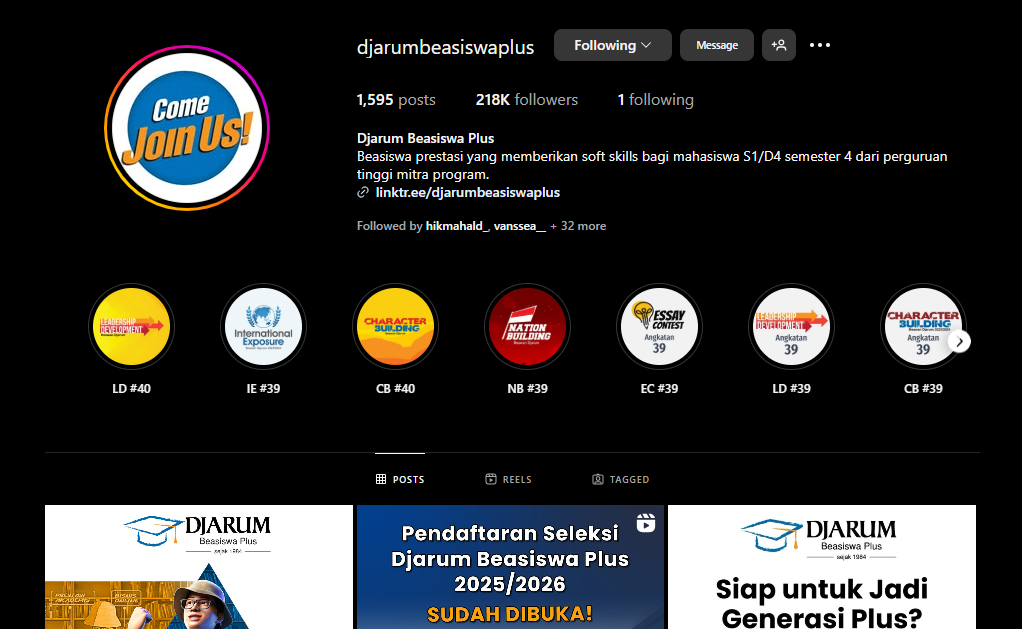 djarumbeasiswaplus
Following
Message
1,595 posts
218K followers
1 following
Djarum Beasiswa Plus
Beasiswa prestasi yang memberikan soft skills bagi mahasiswa S1/D4 semester 4 dari perguruan
tinggi mitra program.
linktr.ee/djarumbeasiswaplus
Followed by hikmahald_, vanssea__ + 32 more
Come
Join Us!
LEADERSHIP
DEVELOPMENT
International
Exposure
CHARACTER
BUILDING
NATION
BUILDING
ESSAY
CONTEST
Angkatan
39
LEADERSHIP
DEVELOPMENT
Angkatan
39
CHARACTER
BUILDING
Angkatan
39
LD #40
IE #39
CB #40
NB #39
EC #39
LD #39
CB #39
POSTS
REELS
TAGGED
DJARUM
Beasiswa Plus
sejak 1984
Pendaftaran Seleksi
Djarum Beasiswa Plus
2025/2026
SUDAH DIBUKA!
DJARUM
Beasiswa Plus
sejak 1984
Siap untuk Jadi
Generasi Plus?